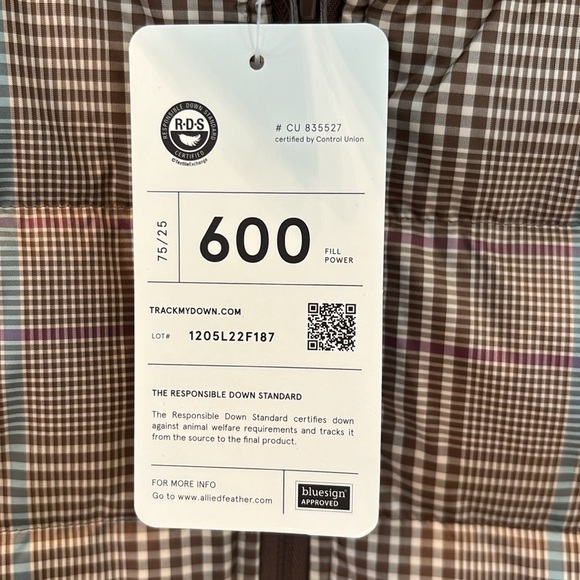 RESPONSIBLE DOWN STANDARD
R·D·S
CERTIFIED
©TextileExchange
# CU 835527
certified by Control Union
75/25
600
FILL
POWER
TRACKMYDOWN.COM
LOT# 1205L22F187
THE RESPONSIBLE DOWN STANDARD
The Responsible Down Standard certifies down
against animal welfare requirements and tracks it
from the source to the final product.
FOR MORE INFO
Go to www.alliedfeather.com
bluesign®
APPROVED